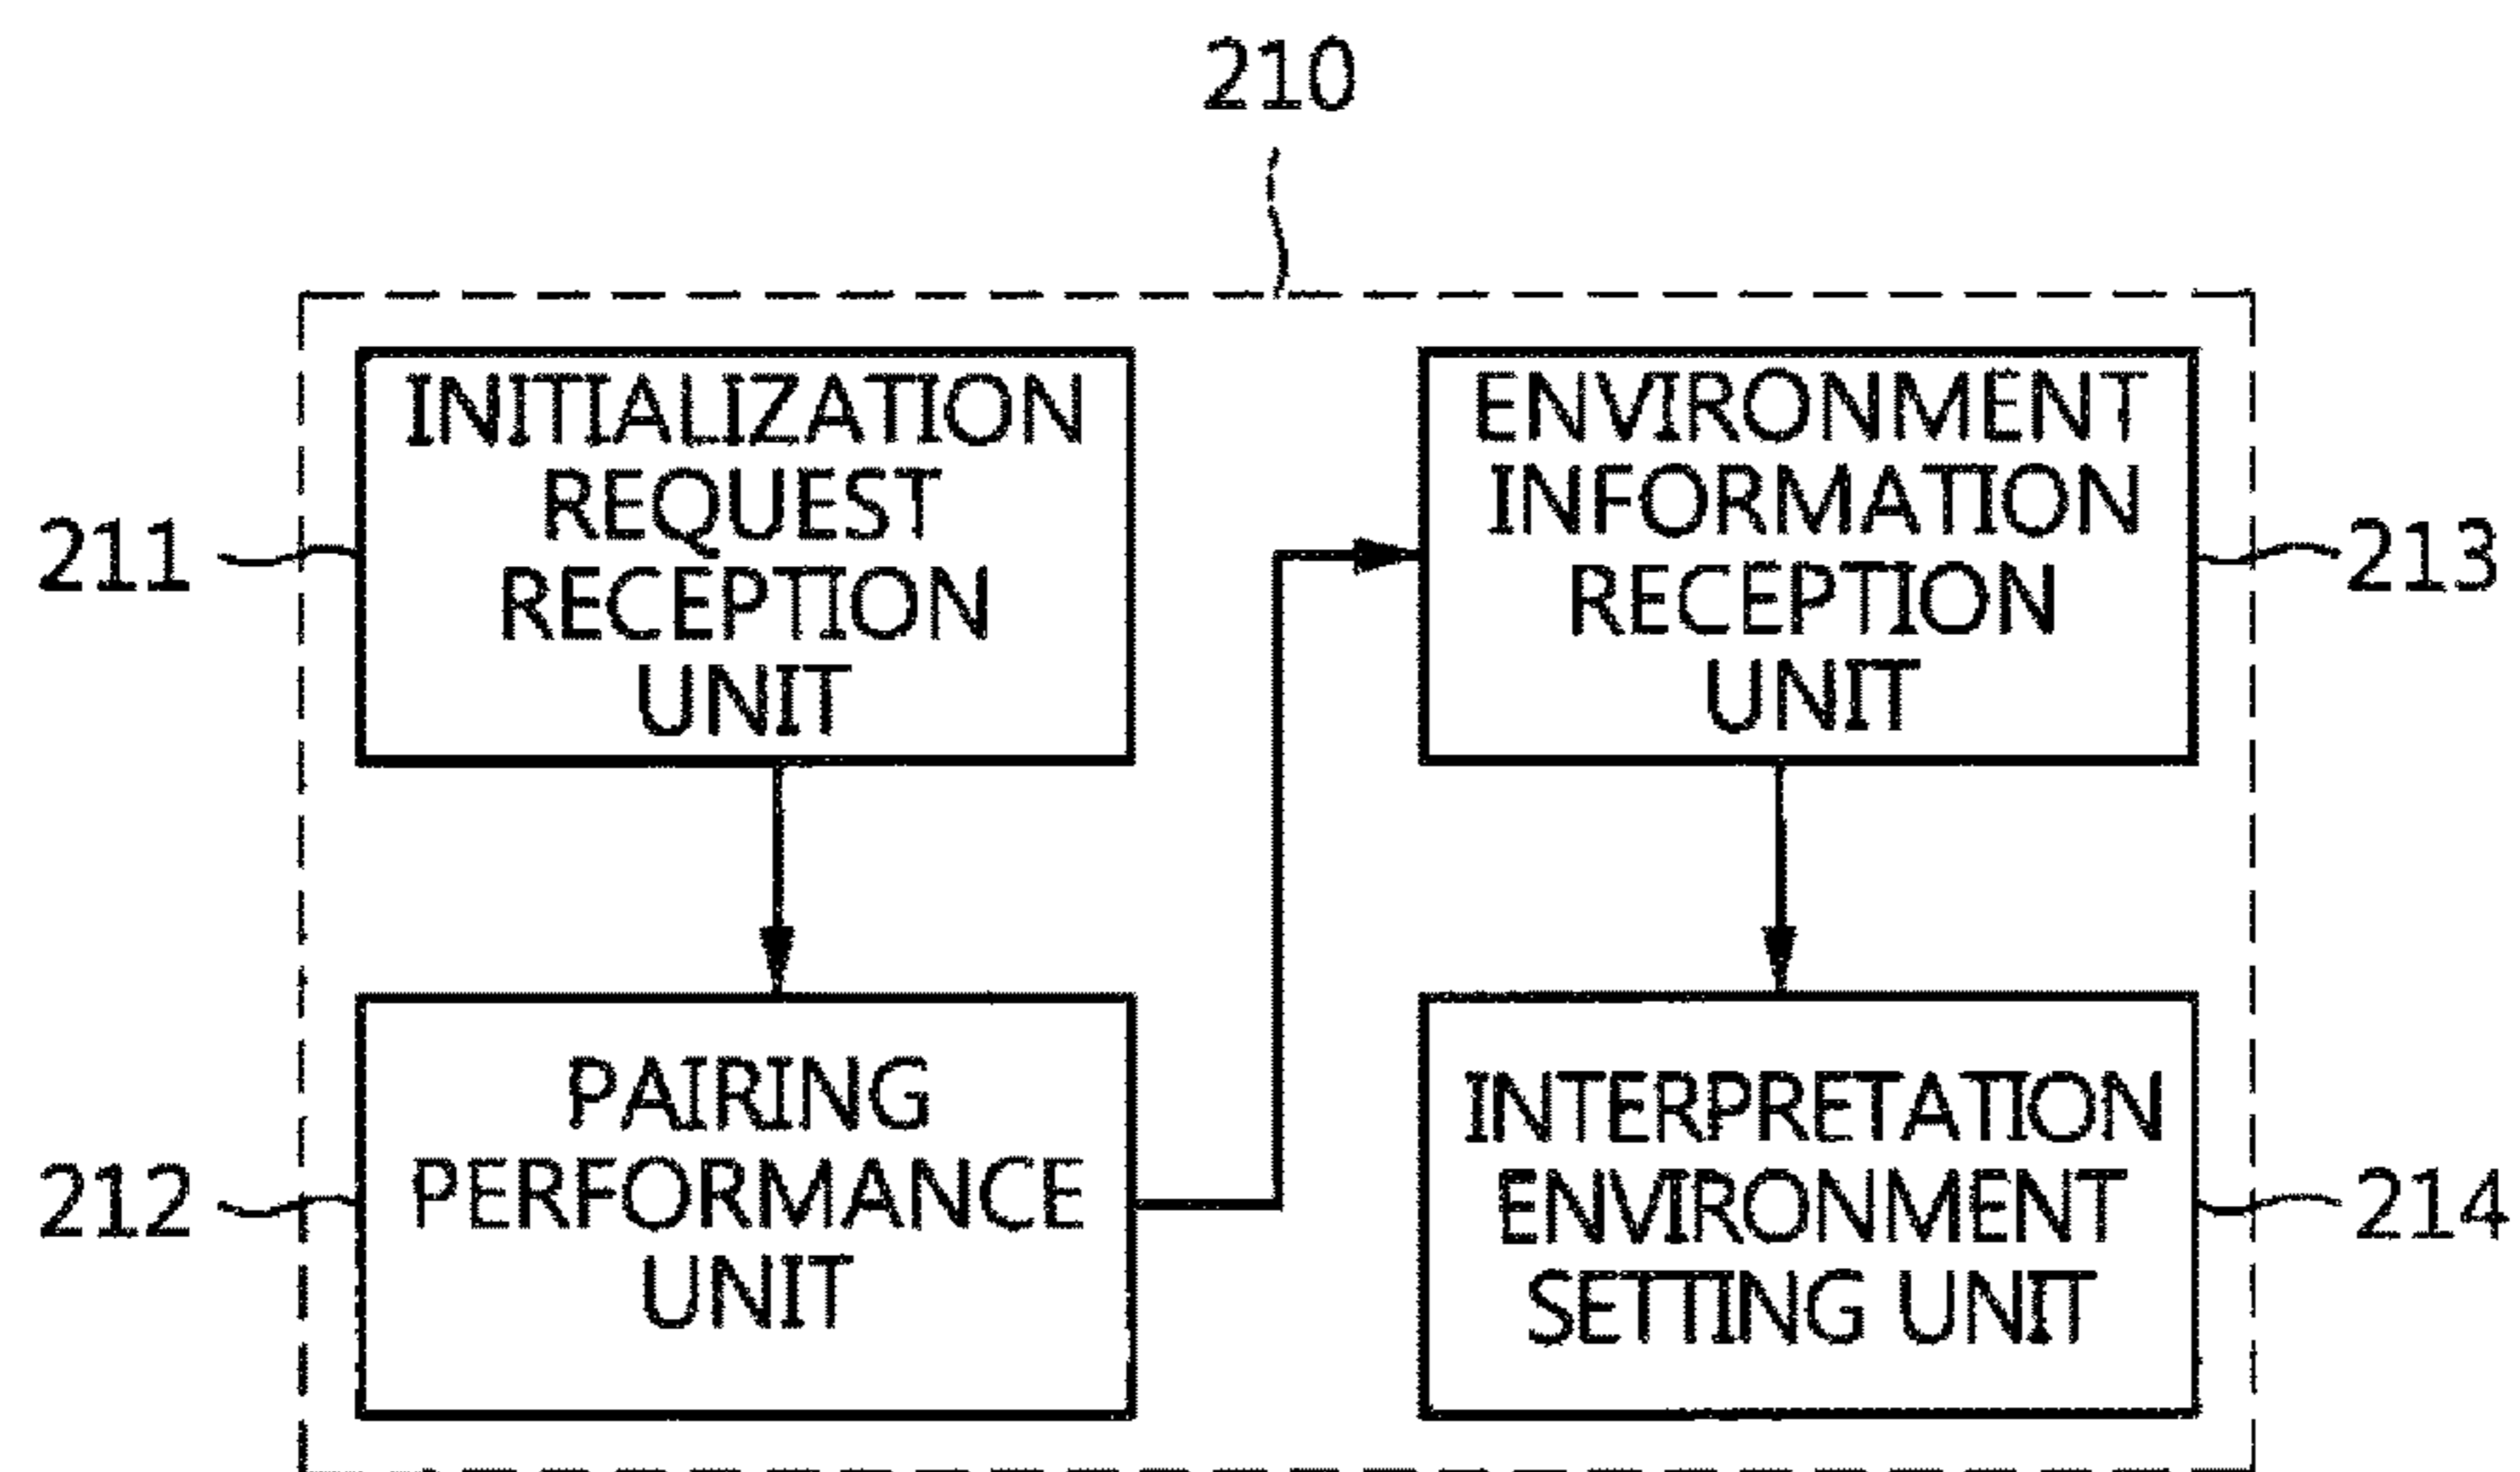 210
INITIALIZATION
REQUEST
RECEPTION
UNIT
211
ENVIRONMENT
INFORMATION
RECEPTION
UNIT
213
PAIRING
PERFORMANCE
UNIT
212
INTERPRETATION
ENVIRONMENT
SETTING UNIT
214